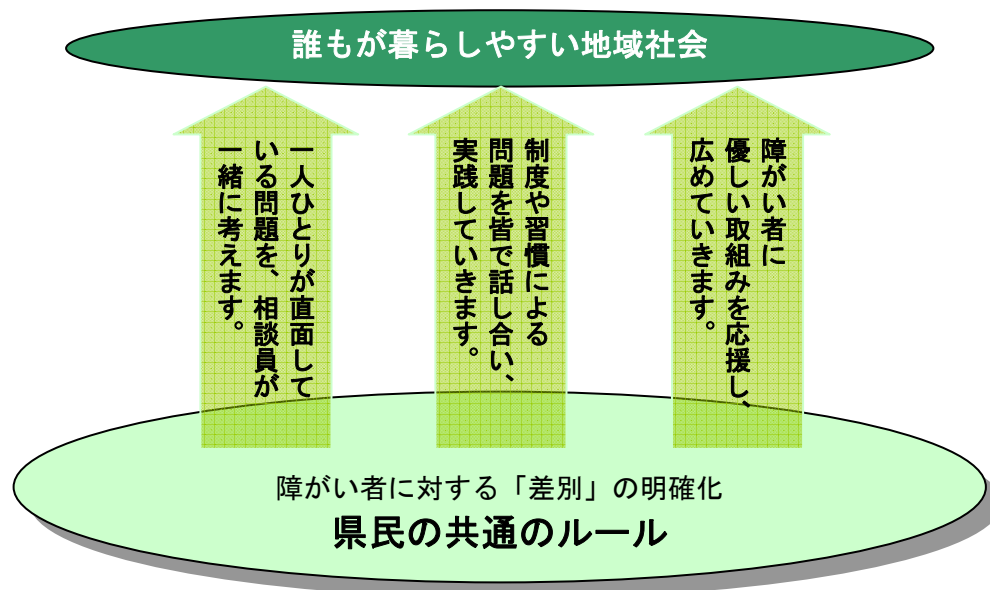 誰もが暮らしやすい地域社会
一人ひとりが直面して
いる問題を、相談員が
一緒に考えます。
制度や習慣による
問題を皆で話し合い、
実践していきます。
障がい者に
優しい取組みを応援し、
広めていきます。
障がい者に対する「差別」の明確化
県民の共通のルール